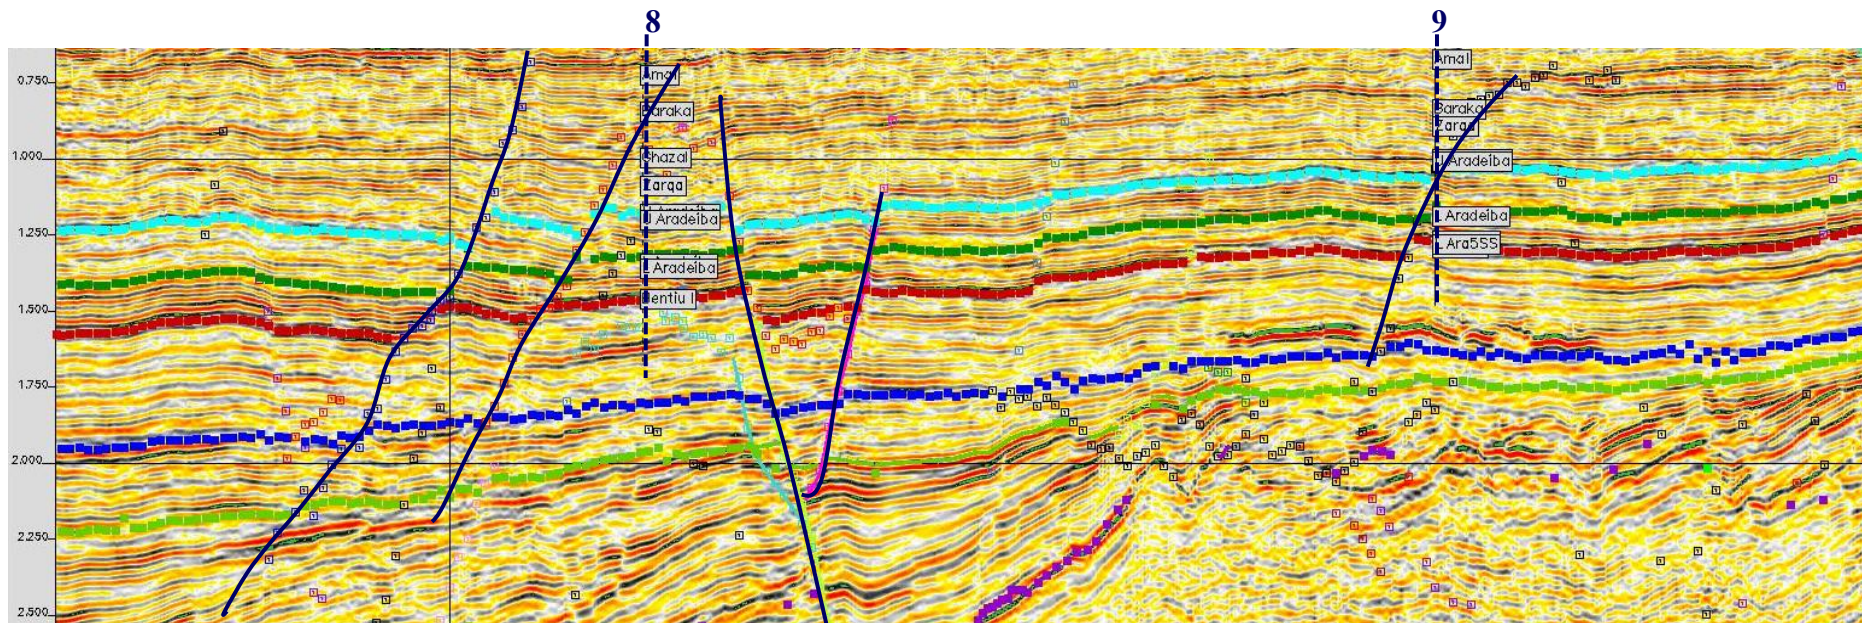 8
9
0.750
1.000
1.250
1.500
1.750
2.000
2.250
2.500
Amal
Baraka
Ghazal
Zarqa
U Aradeiba
L Aradeiba
Bentiu I
Amal
Baraka
Zarqa
U Aradeiba
L Aradeiba
L Ara5SS